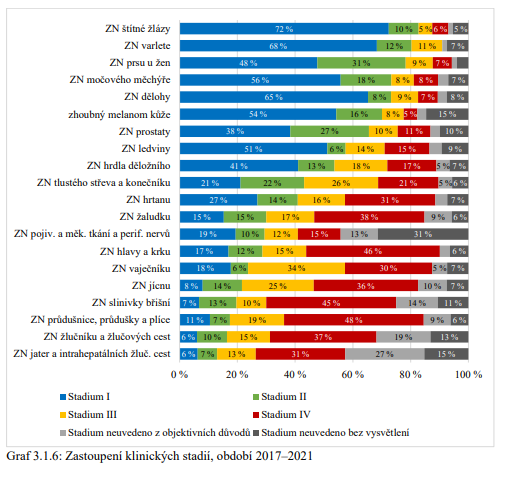 ZN štítné žlázy 72 % 10 % 5 % 6 % 5 %
ZN varlete 68 % 12 % 11 % 7 %
ZN prsu u žen 48 % 31 % 9 % 7 %
ZN močového měchýře 56 % 18 % 8 % 8 % 7 %
ZN dělohy 65 % 8 % 9 % 7 % 8 %
zhoubný melanom kůže 54 % 16 % 8 % 5 % 15 %
ZN prostaty 38 % 27 % 10 % 11 % 10 %
ZN ledviny 51 % 6 % 14 % 15 % 9 %
ZN hrdla děložního 41 % 13 % 18 % 17 % 5 % 7 %
ZN tlustého střeva a konečníku 21 % 22 % 26 % 21 % 5 % 6 %
ZN hrtanu 27 % 14 % 16 % 31 % 7 %
ZN žaludku 15 % 15 % 17 % 38 % 9 % 6 %
ZN pojiv. a měk. tkání a perif. nervů 19 % 10 % 12 % 15 % 13 % 31 %
ZN hlavy a krku 17 % 12 % 15 % 46 % 6 %
ZN vaječníku 18 % 6 % 34 % 30 % 5 % 7 %
ZN jícnu 8 % 14 % 25 % 36 % 10 % 7 %
ZN slinivky břišní 7 % 13 % 10 % 45 % 14 % 11 %
ZN průdušnice, průdušky a plíce 11 % 7 % 19 % 48 % 9 % 6 %
ZN žlučníku a žlučových cest 6 % 10 % 15 % 37 % 19 % 13 %
ZN jater a intrahepatálních žluč. cest 6 % 7 % 13 % 31 % 27 % 15 %
0 % 20 % 40 % 60 % 80 % 100 %
Stadium I Stadium II
Stadium III Stadium IV
Stadium neuvedeno z objektivních důvodů Stadium neuvedeno bez vysvětlení
Graf 3.1.6: Zastoupení klinických stadií, období 2017–2021